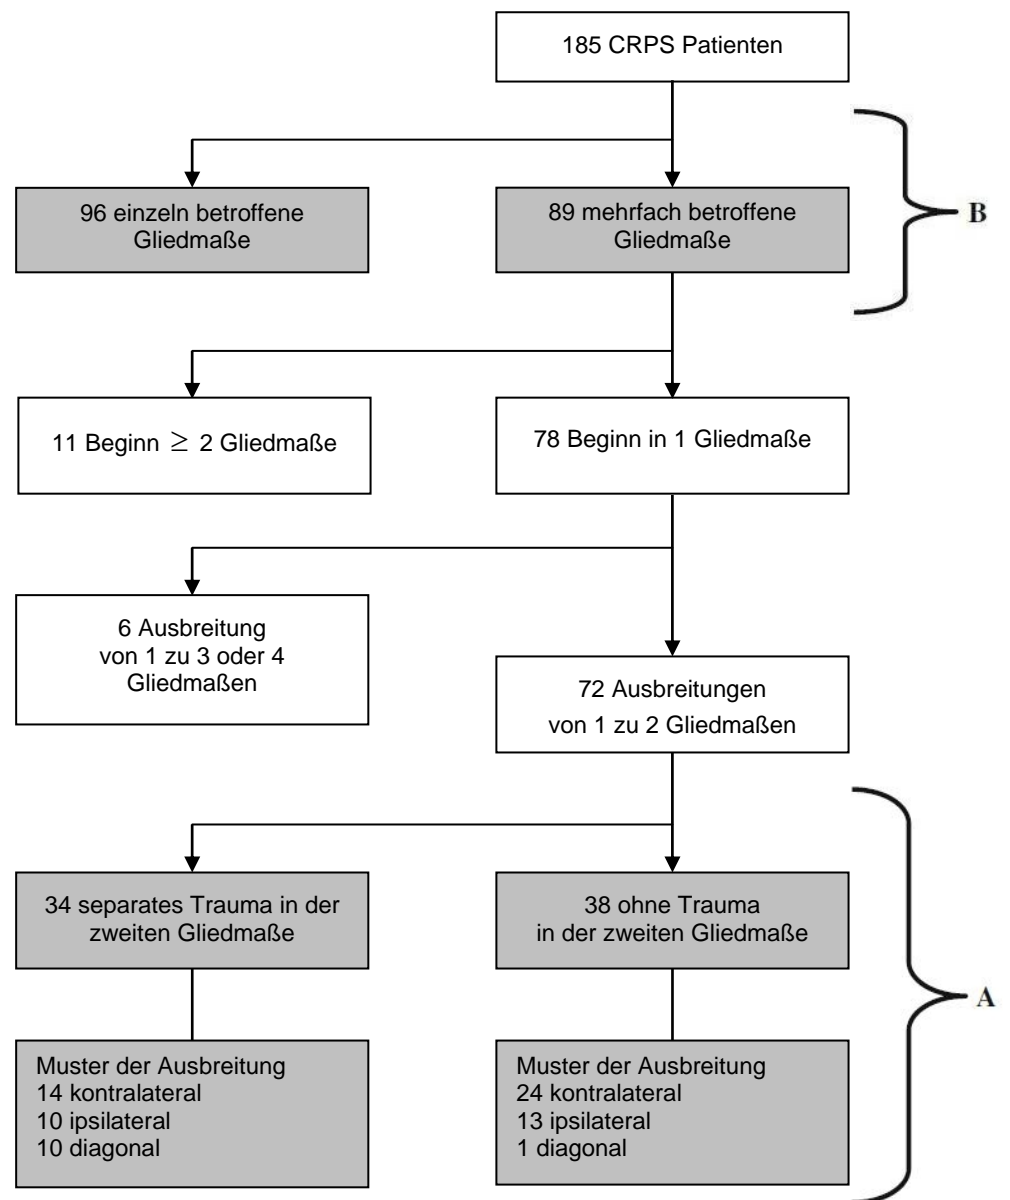 185 CRPS Patienten
96 einzeln betroffene
Gliedmaße
89 mehrfach betroffene
Gliedmaße
B
11 Beginn ≥ 2 Gliedmaße
78 Beginn in 1 Gliedmaße
6 Ausbreitung
von 1 zu 3 oder 4
Gliedmaßen
72 Ausbreitungen
von 1 zu 2 Gliedmaßen
34 separates Trauma in der
zweiten Gliedmaße
38 ohne Trauma
in der zweiten Gliedmaße
A
Muster der Ausbreitung
14 kontralateral
10 ipsilateral
10 diagonal
Muster der Ausbreitung
24 kontralateral
13 ipsilateral
1 diagonal